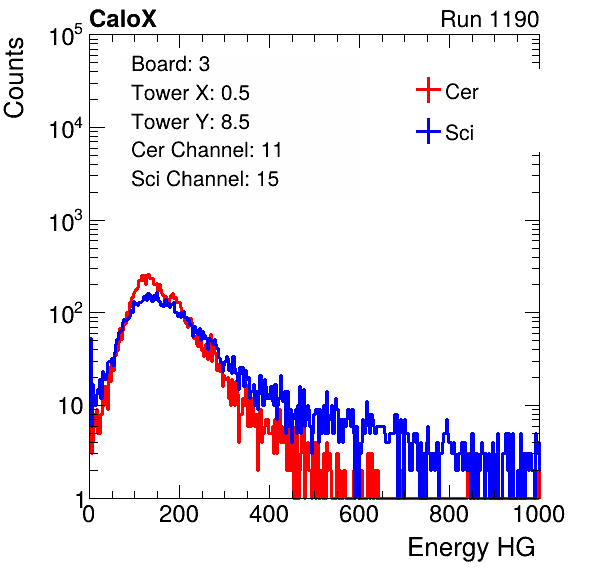 CaloX Run 1190
Counts
10^5
10^4
10^3
10^2
10
1
Board: 3
Tower X: 0.5
Tower Y: 8.5
Cer Channel: 11
Sci Channel: 15
Cer
Sci
0 200 400 600 800 1000
Energy HG